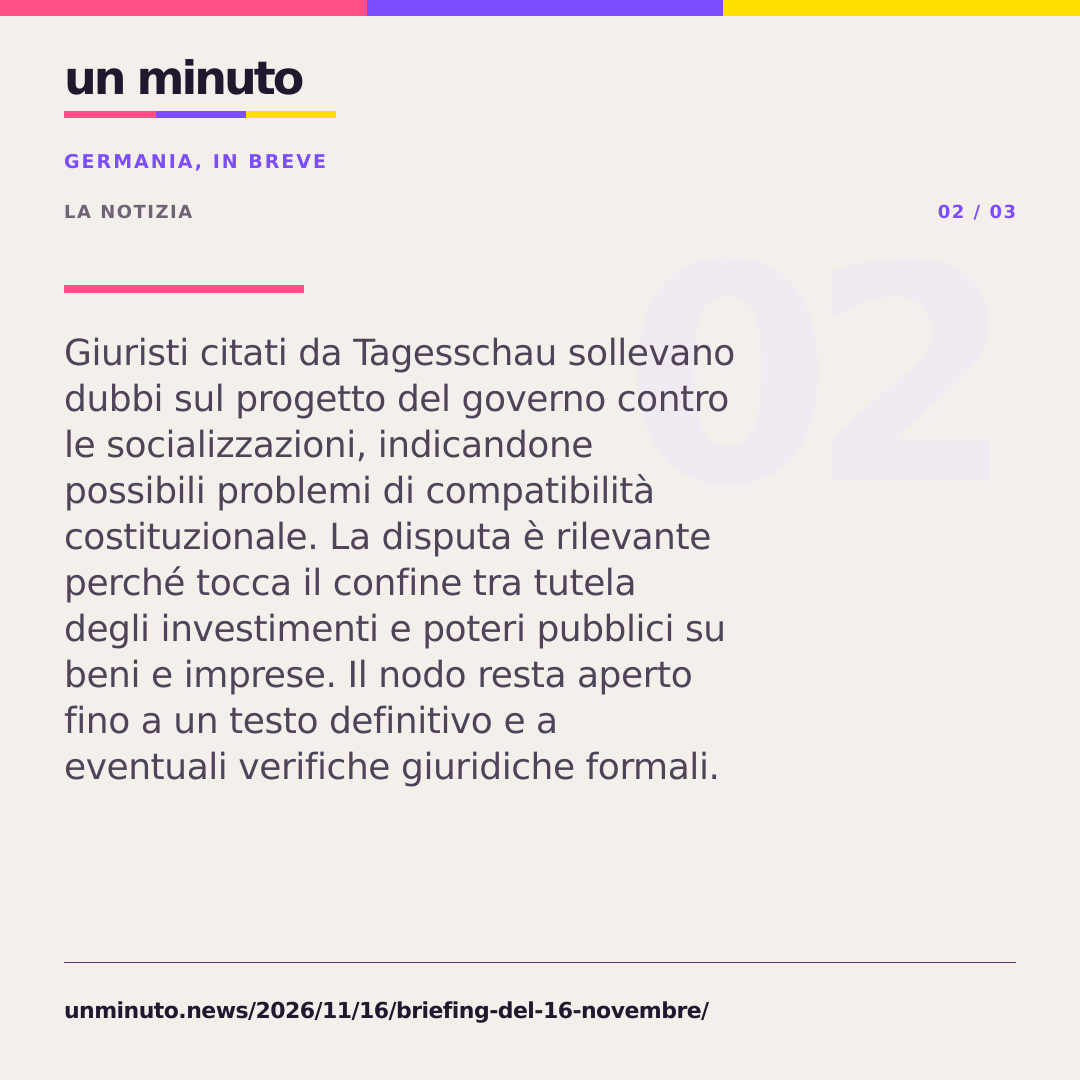 un minuto
GERMANIA, IN BREVE
LA NOTIZIA
02 / 03
02
Giuristi citati da Tagesschau sollevano
dubbi sul progetto del governo contro
le socializzazioni, indicandone
possibili problemi di compatibilità
costituzionale. La disputa è rilevante
perché tocca il confine tra tutela
degli investimenti e poteri pubblici su
beni e imprese. Il nodo resta aperto
fino a un testo definitivo e a
eventuali verifiche giuridiche formali.
unminuto.news/2026/11/16/briefing-del-16-novembre/